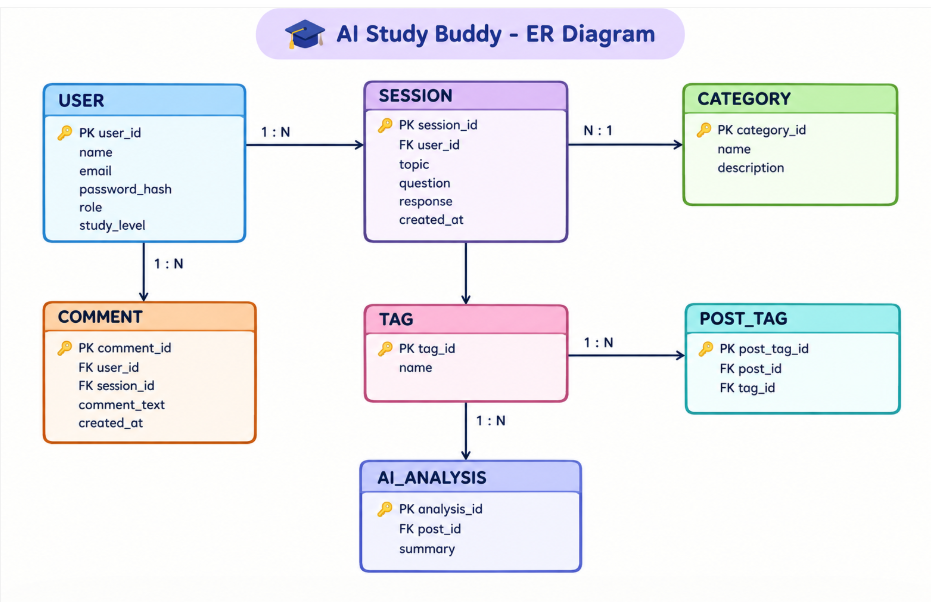 AI Study Buddy - ER Diagram
USER
PK user_id
name
email
password_hash
role
study_level
1 : N
SESSION
PK session_id
FK user_id
topic
question
response
created_at
N : 1
CATEGORY
PK category_id
name
description
1 : N
COMMENT
PK comment_id
FK user_id
FK session_id
comment_text
created_at
TAG
PK tag_id
name
1 : N
POST_TAG
PK post_tag_id
FK post_id
FK tag_id
1 : N
AI_ANALYSIS
PK analysis_id
FK post_id
summary